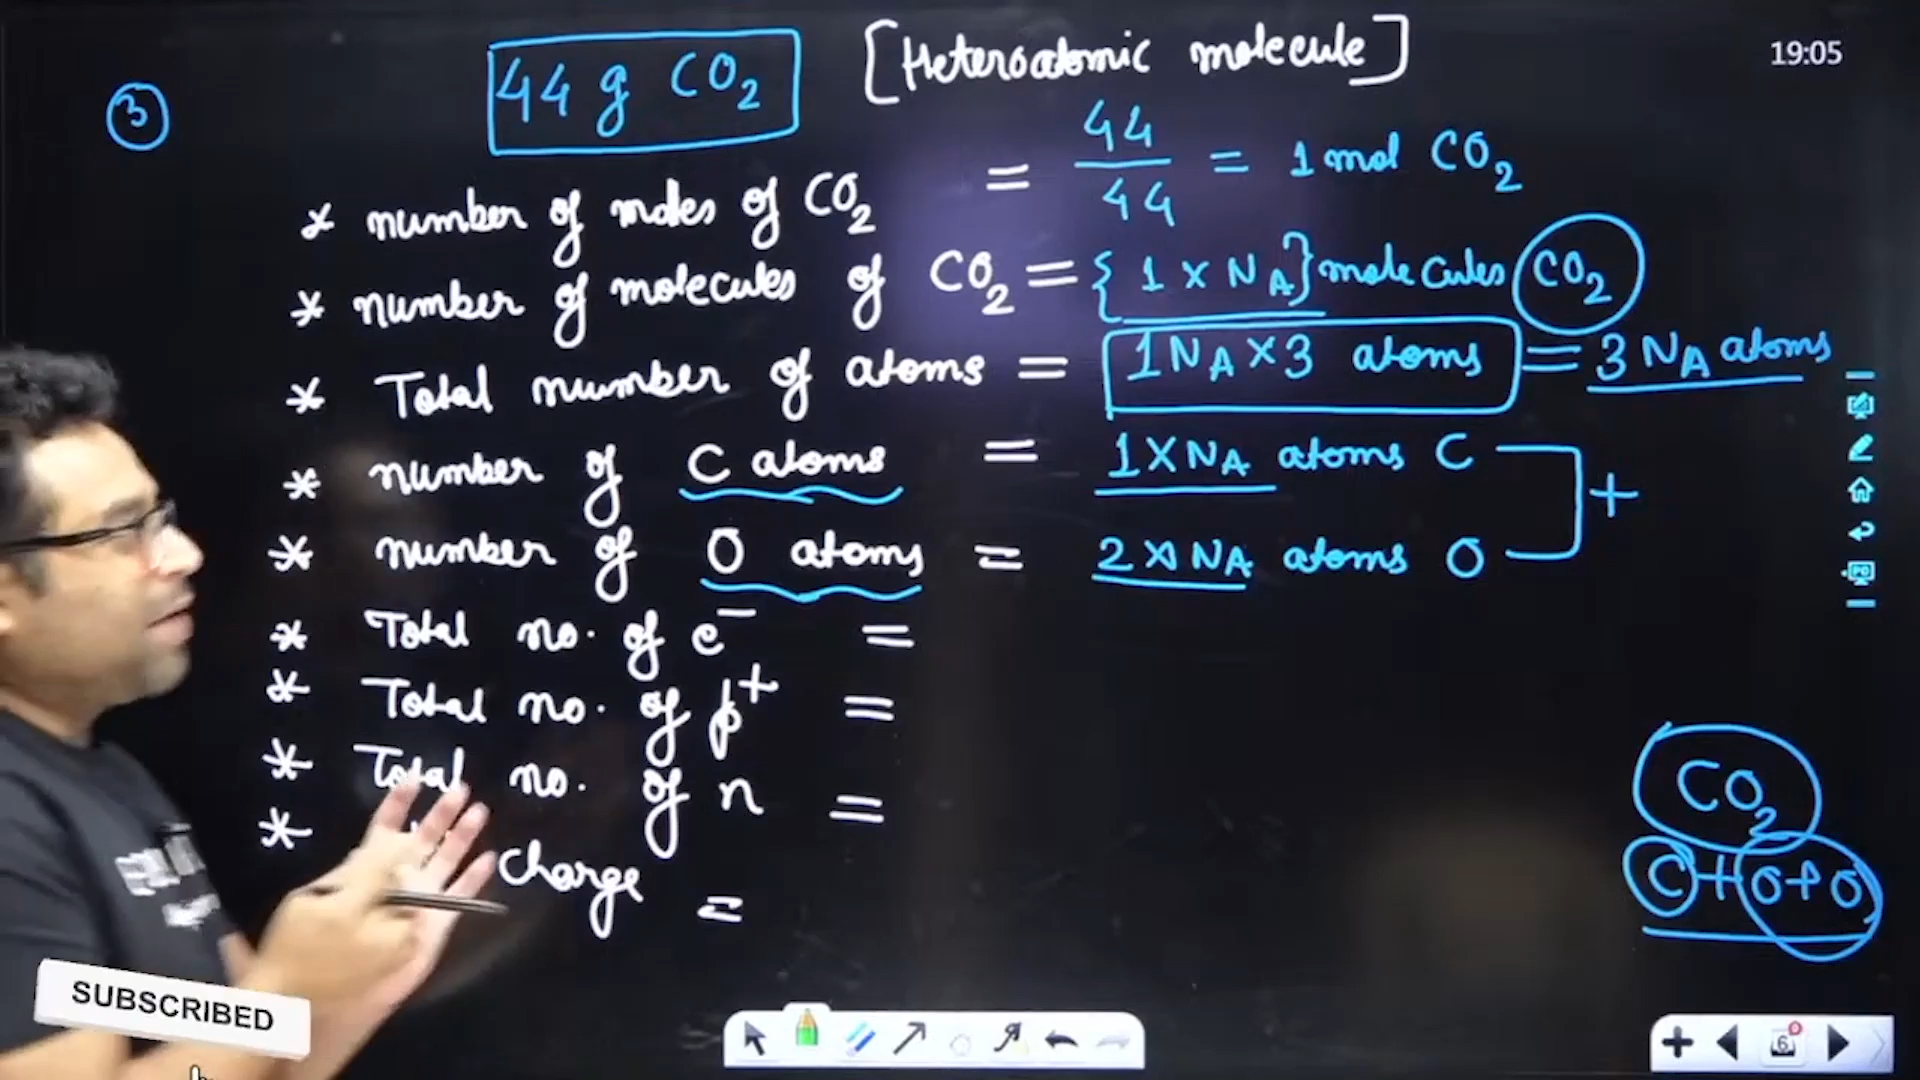 19:05
3
44 g CO2 [Heteroatomic molecule]
* number of moles of CO2 = 44/44 = 1 mol CO2
* number of molecules of CO2 = {1 x NA} molecules CO2
* Total number of atoms = 1NA x 3 atoms = 3 NA atoms
* number of C atoms = 1 x NA atoms C
* number of O atoms = 2 x NA atoms O
+
* Total no. of e- =
* Total no. of p+ =
* Total no. of n =
* charge =
CO2
C + O + O
SUBSCRIBED
6